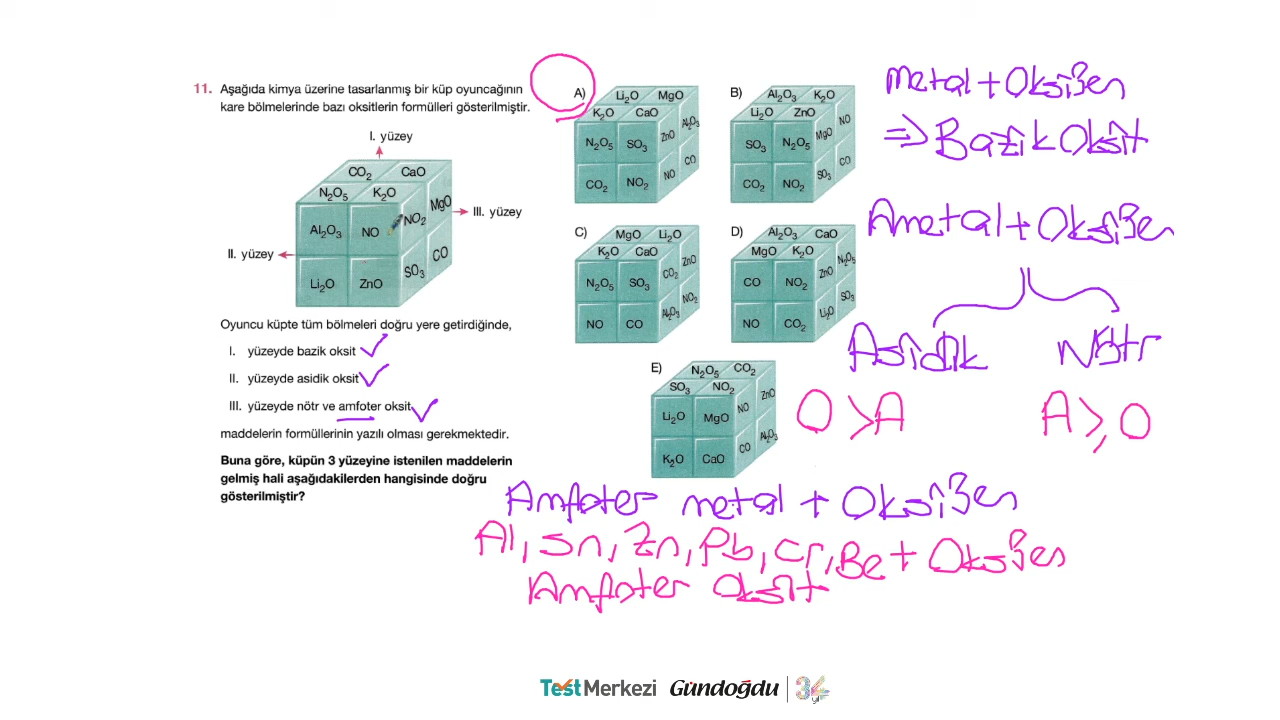 11. Aşağıda kimya üzerine tasarlanmış bir küp oyuncağının
kare bölmelerinde bazı oksitlerin formülleri gösterilmiştir.
I. yüzey
CO₂ CaO
N₂O₅ K₂O
Al₂O₃ NO NO₂ MgO
III. yüzey
II. yüzey
Li₂O ZnO SO₃ CO
Oyuncu küpte tüm bölmeleri doğru yere getirdiğinde,
I. yüzeyde bazik oksit
II. yüzeyde asidik oksit
III. yüzeyde nötr ve amfoter oksit
maddelerin formüllerinin yazılı olması gerekmektedir.
Buna göre, küpün 3 yüzeyine istenilen maddelerin
gelmiş hali aşağıdakilerden hangisinde doğru
gösterilmiştir?
A)
Li₂O MgO
K₂O CaO
N₂O₅ SO₃ ZnO Al₂O₃
CO₂ NO₂ NO CO
B)
Al₂O₃ K₂O
Li₂O ZnO
SO₃ N₂O₅ MgO NO
CO₂ NO₂ SO₃ CO
C)
MgO Li₂O
K₂O CaO
N₂O₅ SO₃ CO₂ ZnO
NO CO Al₂O₃ NO₂
D)
Al₂O₃ CaO
MgO K₂O
CO NO₂ ZnO N₂O₅
NO CO₂ Li₂O SO₃
E)
N₂O₅ CO₂
SO₃ NO₂
Li₂O MgO NO ZnO
K₂O CaO CO Al₂O₃
Metal + Oksijen
⇒ Bazik Oksit
Ametal + Oksijen
Asidik Nötr
O > A A ⩾ O
Amfoter metal + Oksijen
Al, Sn, Zn, Pb, Cr, Be + Oksijen
Amfoter Oksit
TestMerkezi Gündoğdu 34 yıl